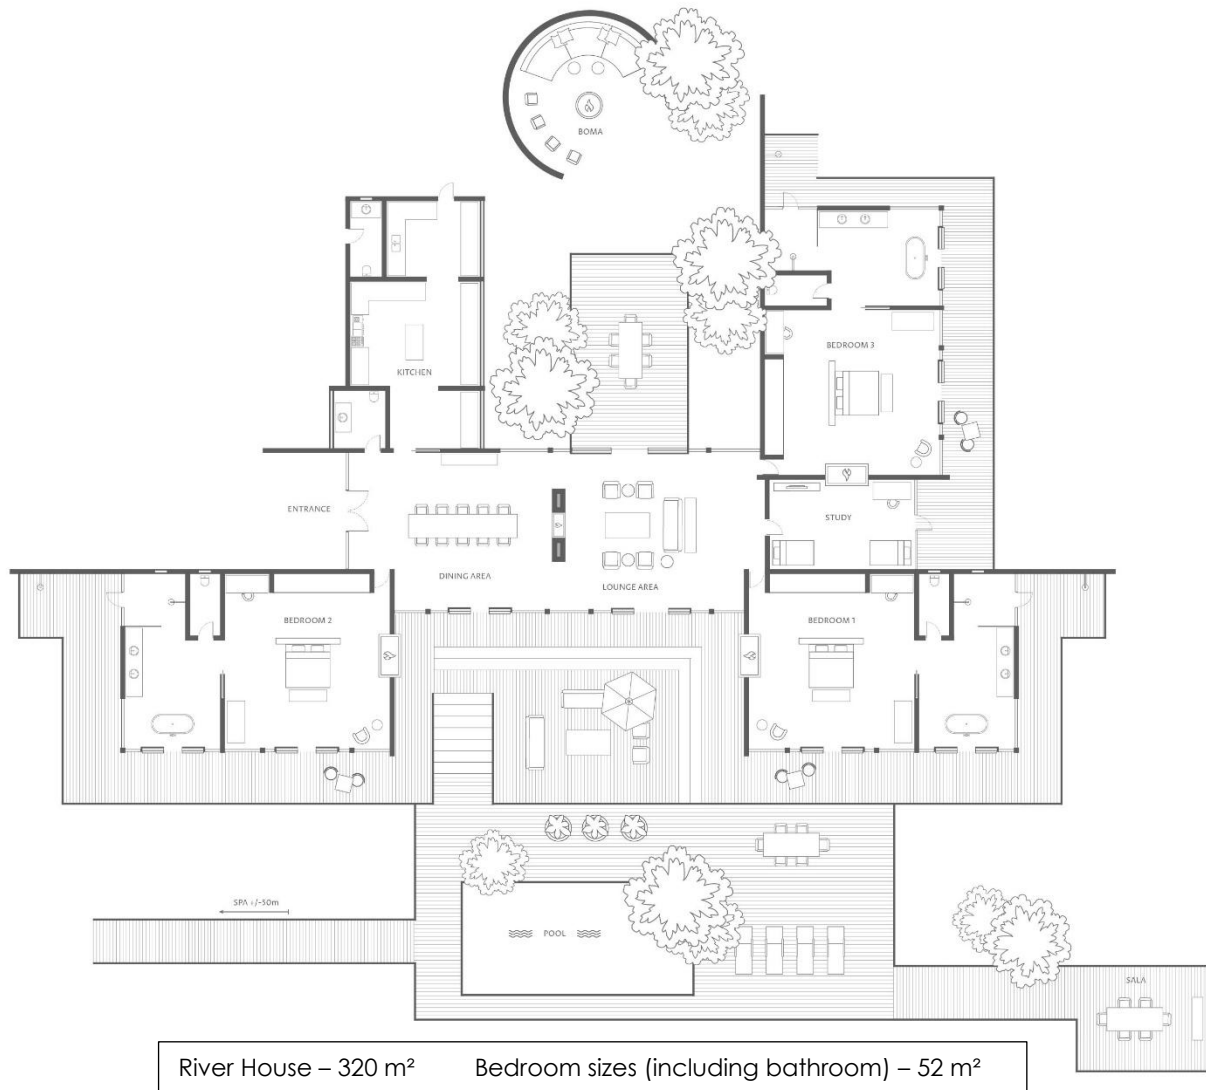 BOMA
KITCHEN
BEDROOM 3
ENTRANCE
STUDY
DINING AREA
LOUNGE AREA
BEDROOM 2
BEDROOM 1
SPA +/-50m
POOL
SALA
River House – 320 m² Bedroom sizes (including bathroom) – 52 m²